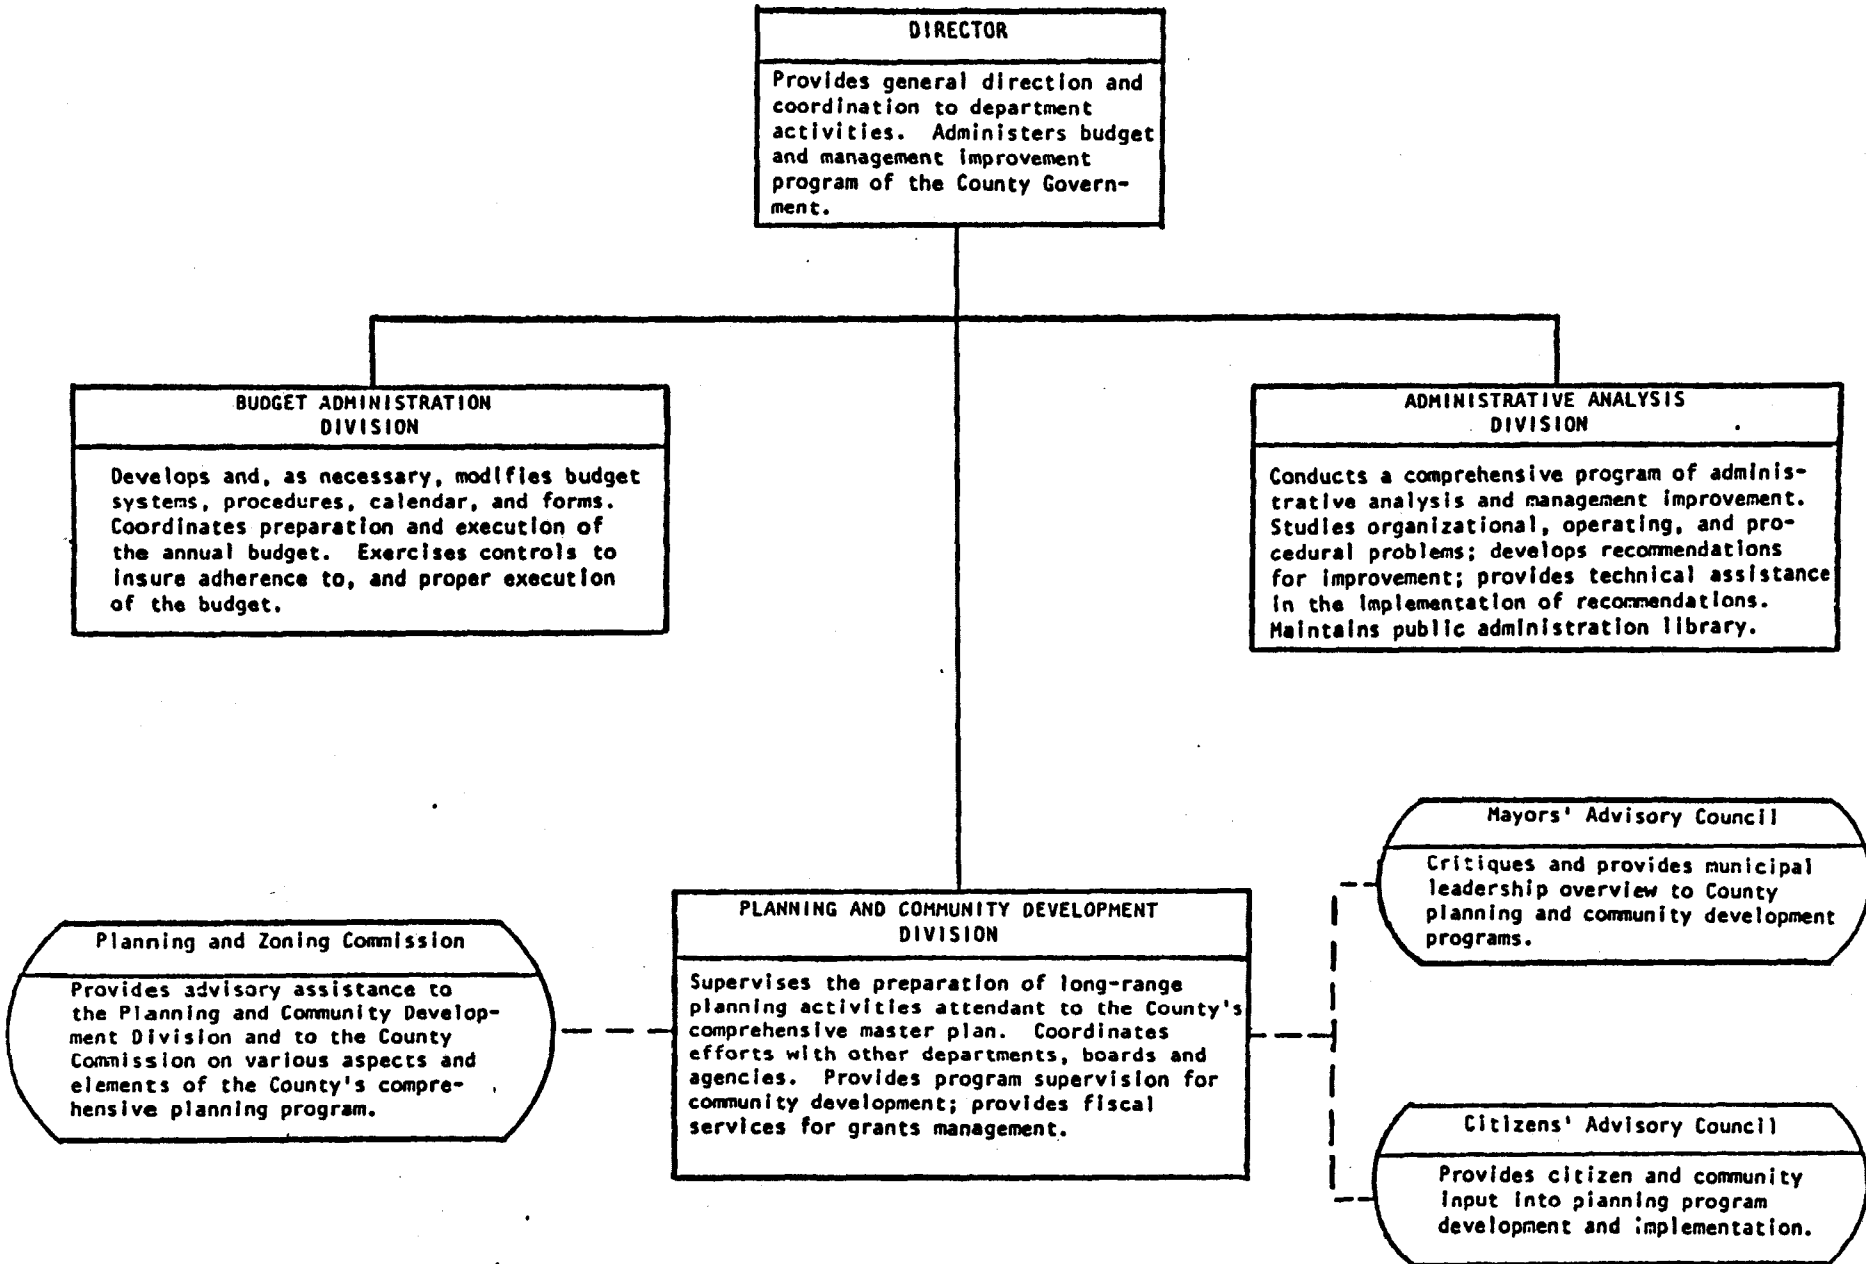 DIRECTOR
Provides general direction and
coordination to department
activities. Administers budget
and management improvement
program of the County Govern-
ment.
BUDGET ADMINISTRATION
DIVISION
Develops and, as necessary, modifies budget
systems, procedures, calendar, and forms.
Coordinates preparation and execution of
the annual budget. Exercises controls to
insure adherence to, and proper execution
of the budget.
ADMINISTRATIVE ANALYSIS
DIVISION
Conducts a comprehensive program of adminis-
trative analysis and management improvement.
Studies organizational, operating, and pro-
cedural problems; develops recommendations
for improvement; provides technical assistance
in the implementation of recommendations.
Maintains public administration library.
Planning and Zoning Commission
Provides advisory assistance to
the Planning and Community Develop-
ment Division and to the County
Commission on various aspects and
elements of the County's compre-
hensive planning program.
PLANNING AND COMMUNITY DEVELOPMENT
DIVISION
Supervises the preparation of long-range
planning activities attendant to the County's
comprehensive master plan. Coordinates
efforts with other departments, boards and
agencies. Provides program supervision for
community development; provides fiscal
services for grants management.
Mayors' Advisory Council
Critiques and provides municipal
leadership overview to County
planning and community development
programs.
Citizens' Advisory Council
Provides citizen and community
input into planning program
development and implementation.